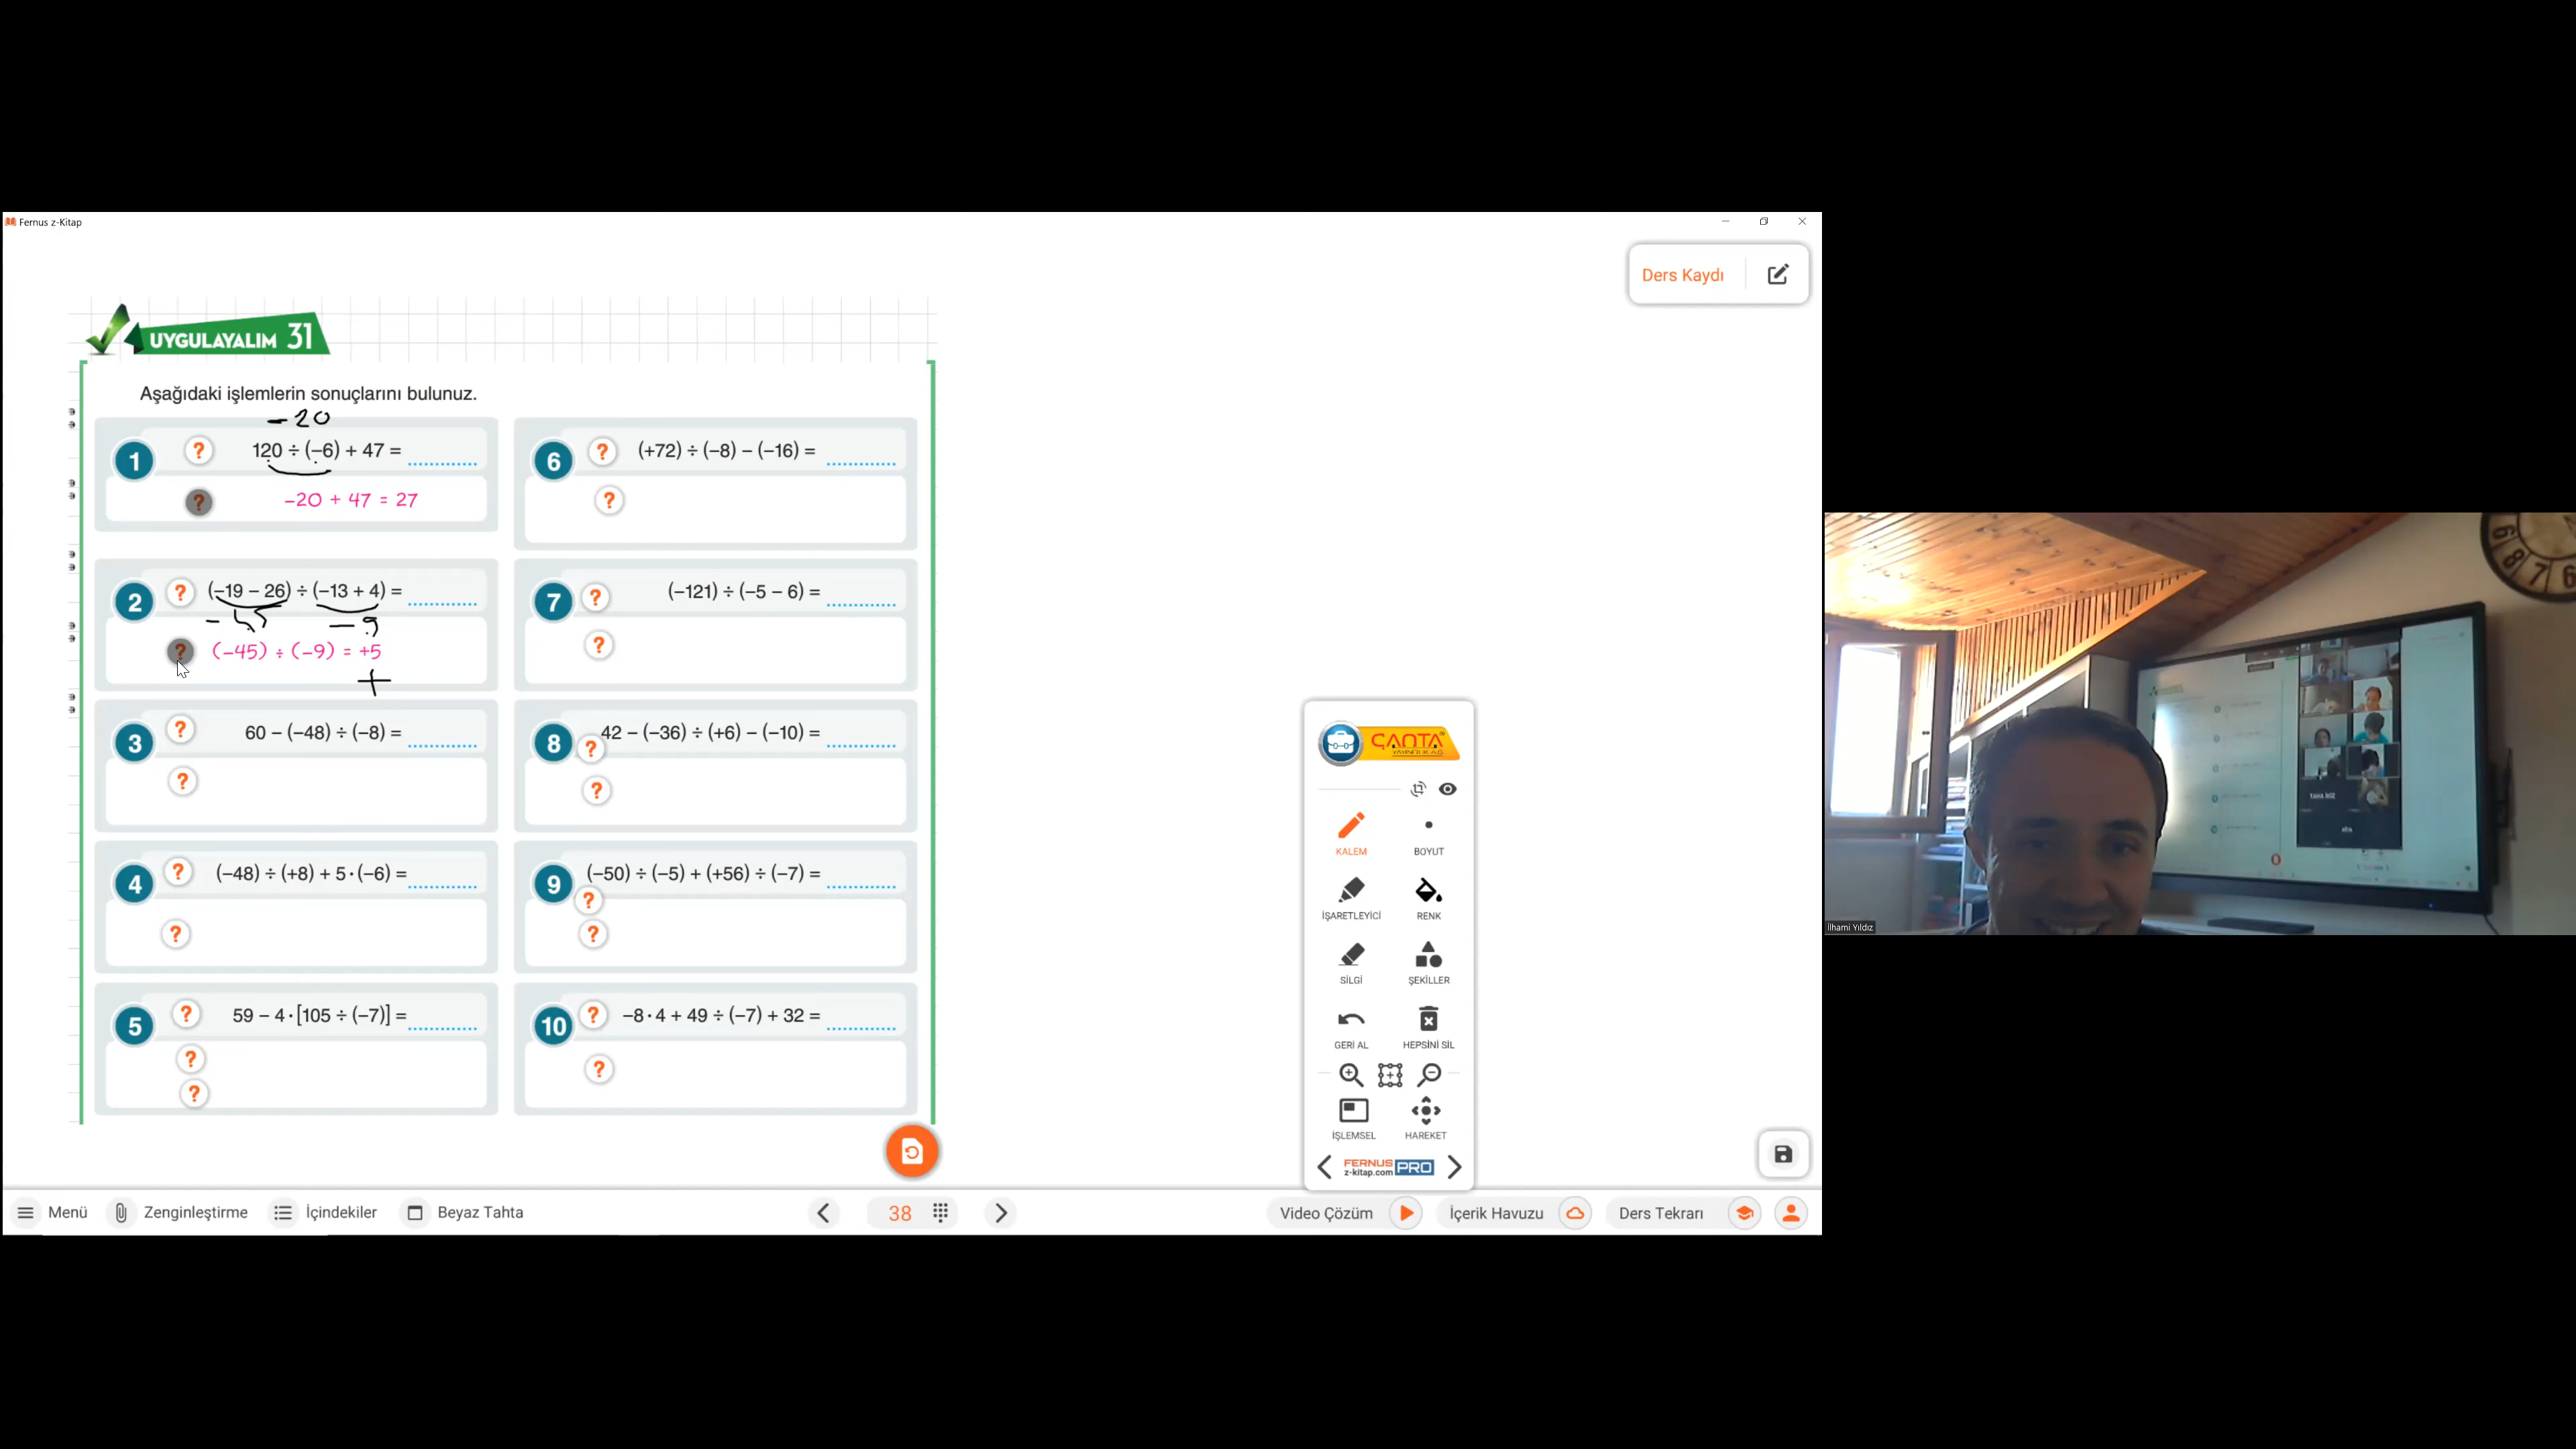 Fernus z-Kitap
Ders Kaydı
UYGULAYALIM 31
Aşağıdaki işlemlerin sonuçlarını bulunuz.
-20
1 ? 120 ÷ (–6) + 47 = ..............
? –20 + 47 = 27
2 ? (–19 – 26) ÷ (–13 + 4) = ..............
-45 -9
? (–45) ÷ (–9) = +5
+
3 ? 60 – (–48) ÷ (–8) = ..............
?
4 ? (–48) ÷ (+8) + 5·(–6) = ..............
?
5 ? 59 – 4·[105 ÷ (–7)] = ..............
?
?
6 ? (+72) ÷ (–8) – (–16) = ..............
?
7 ? (–121) ÷ (–5 – 6) = ..............
?
8 ? 42 – (–36) ÷ (+6) – (–10) = ..............
?
9 ? (–50) ÷ (–5) + (+56) ÷ (–7) = ..............
?
10 ? –8·4 + 49 ÷ (–7) + 32 = ..............
?
ÇANTA
YAYINCILIK A.Ş.
KALEM BOYUT
İŞARETLEYİCİ RENK
SİLGİ ŞEKİLLER
GERİ AL HEPSİNİ SİL
İŞLEMSEL HAREKET
FERNUS
z-kitap.com PRO
Menü Zenginleştirme İçindekiler Beyaz Tahta 38 Video Çözüm İçerik Havuzu Ders Tekrarı
İlhami Yıldız
6 8 7 6